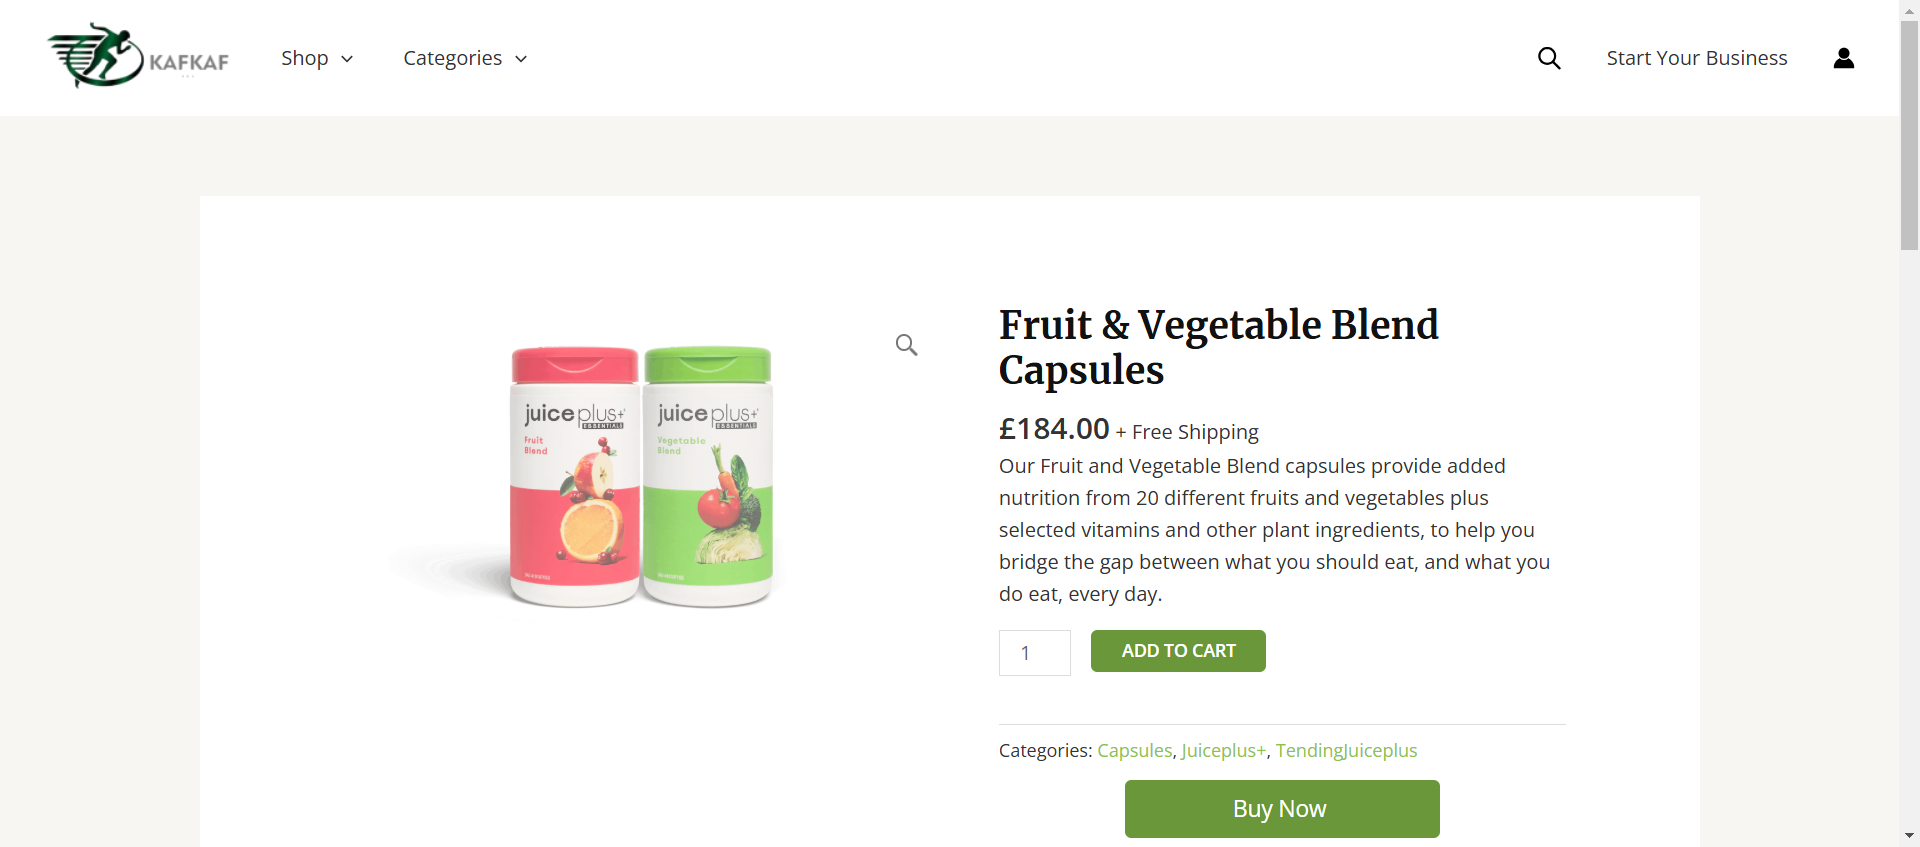 KAFKAF
Shop
Categories
Start Your Business
juice plus+
ESSENTIALS
Fruit
Blend
juice plus+
ESSENTIALS
Vegetable
Blend
Fruit & Vegetable Blend
Capsules
£184.00 + Free Shipping
Our Fruit and Vegetable Blend capsules provide added
nutrition from 20 different fruits and vegetables plus
selected vitamins and other plant ingredients, to help you
bridge the gap between what you should eat, and what you
do eat, every day.
1
ADD TO CART
Categories: Capsules, Juiceplus+, TendingJuiceplus
Buy Now